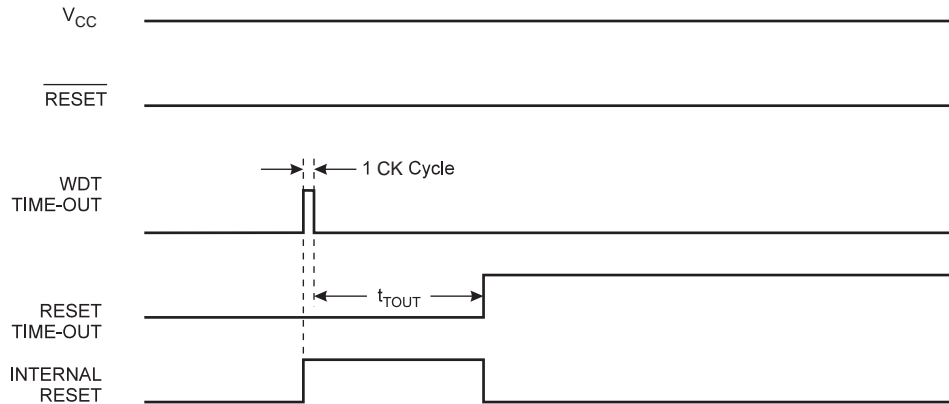 VCC
RESET
1 CK Cycle
WDT
TIME-OUT
tTOUT
RESET
TIME-OUT
INTERNAL
RESET